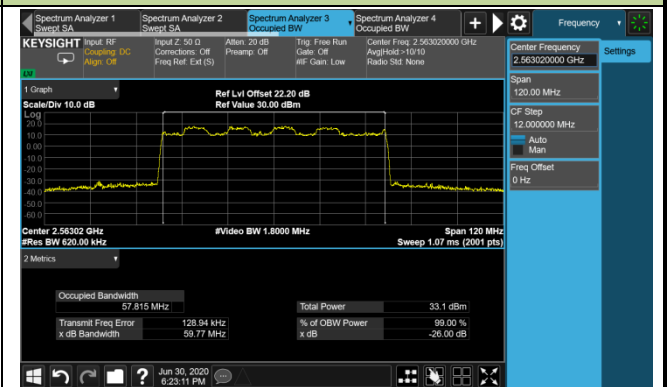 Spectrum Analyzer 1
Swept SA
Spectrum Analyzer 2
Swept SA
Spectrum Analyzer 3
Occupied BW
Spectrum Analyzer 4
Occupied BW
Frequency
KEYSIGHT
Input: RF
Coupling: DC
Align: Off
Input Z: 50 Ω
Corrections: Off
Freq Ref: Ext (S)
Atten: 20 dB
Preamp: Off
Trig: Free Run
Gate: Off
#IF Gain: Low
Center Freq: 2.563020000 GHz
Avg|Hold:>10/10
Radio Std: None
LXI
Center Frequency
2.563020000 GHz
Settings
Span
120.00 MHz
CF Step
12.000000 MHz
Auto
Man
Freq Offset
0 Hz
1 Graph
Scale/Div 10.0 dB
Ref Lvl Offset 22.20 dB
Ref Value 30.00 dBm
Log
20.0
10.0
0.00
-10.0
-20.0
-30.0
-40.0
-50.0
-60.0
Center 2.56302 GHz
#Video BW 1.8000 MHz
Span 120 MHz
#Res BW 620.00 kHz
Sweep 1.07 ms (2001 pts)
2 Metrics
Occupied Bandwidth
57.815 MHz
Total Power 33.1 dBm
Transmit Freq Error 128.94 kHz
% of OBW Power 99.00 %
x dB Bandwidth 59.77 MHz
x dB -26.00 dB
?
Jun 30, 2020
6:23:11 PM